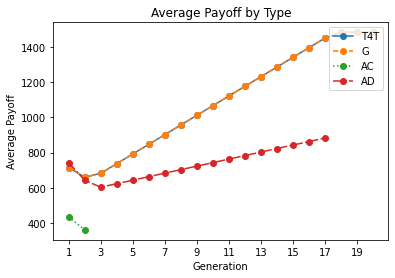 Average Payoff by Type
Average Payoff
1400
1200
1000
800
600
400
T4T
G
AC
AD
1 3 5 7 9 11 13 15 17 19
Generation